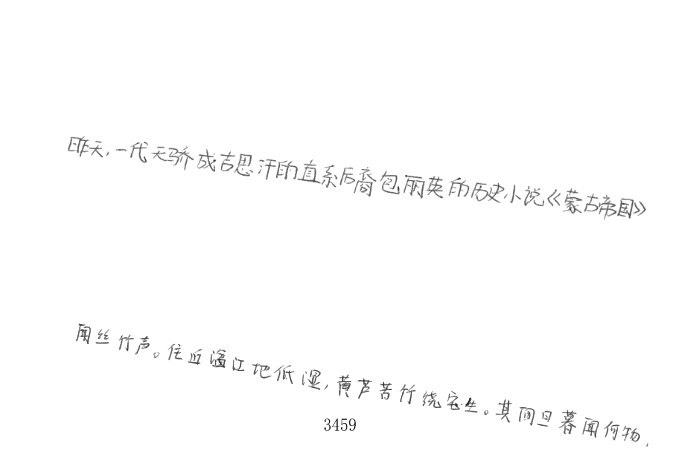 昨天,一代天骄成吉思汗的直系后裔包丽英的历史小说《蒙古帝国》
闻丝竹声。住近湓江地低湿,黄芦苦竹绕宅生。其间旦暮闻何物,
3459